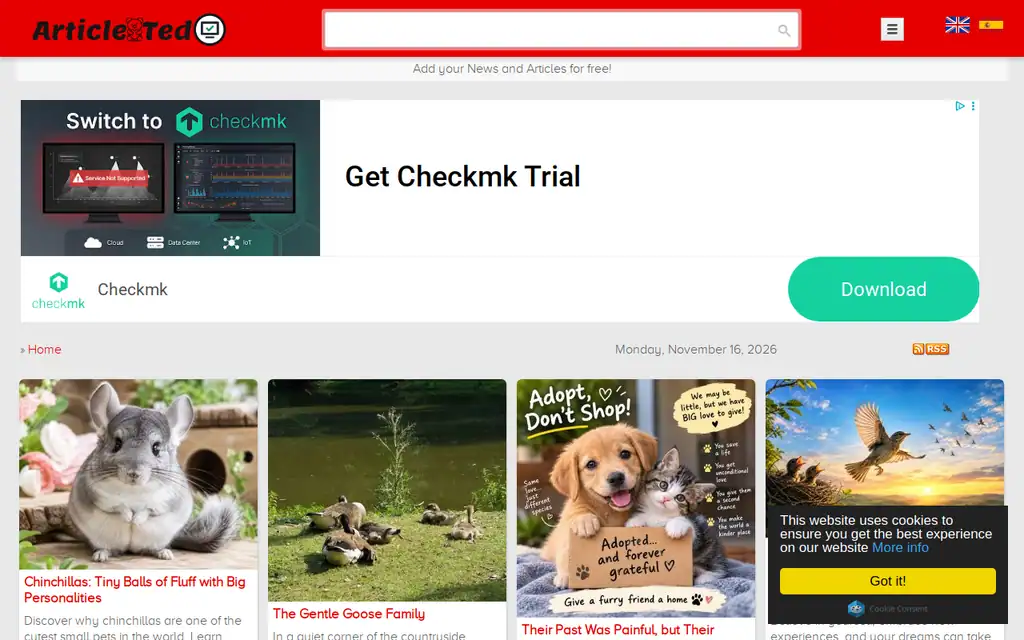 Article Ted
Add your News and Articles for free!
Switch to checkmk
Service Not Supported
Cloud
Data Center
IoT
Get Checkmk Trial
checkmk
Checkmk
Download
» Home
Monday, November 16, 2026
RSS
Adopt,
Don't Shop!
We may be
little, but we have
BIG love to give!
You save
a life
You get
unconditional
love
You give them
a second
chance
You make
the world a
kinder place
Some
love...
just
different
species
Adopted...
and forever
grateful
Give a furry friend a home
Chinchillas: Tiny Balls of Fluff with Big
Personalities
Discover why chinchillas are one of the
cutest small pets in the world. Learn
The Gentle Goose Family
In a quiet corner of the countryside
Their Past Was Painful, but Their
This website uses cookies to
ensure you get the best experience
on our website More info
Got it!
Cookie Consent
experiences, and your dreams can take